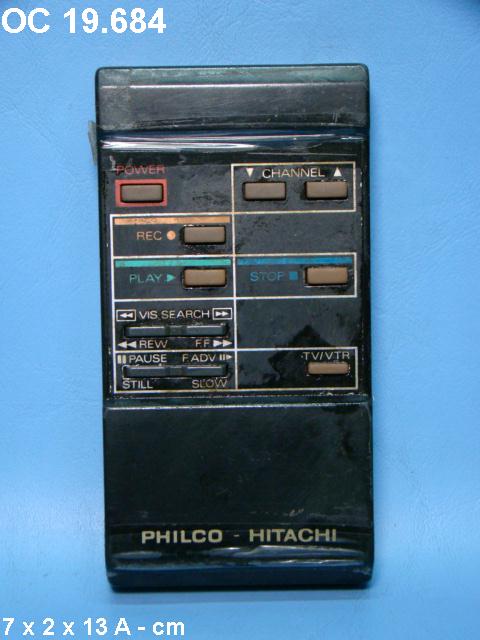 OC 19.684
POWER
▼ CHANNEL ▲
REC ●
PLAY ▶
STOP ■
◀◀ VIS. SEARCH ▶▶
◀◀ REW F.F ▶▶
▮▮ PAUSE F.ADV ▮▮▶
STILL SLOW
TV/VTR
PHILCO - HITACHI
7 x 2 x 13 A - cm